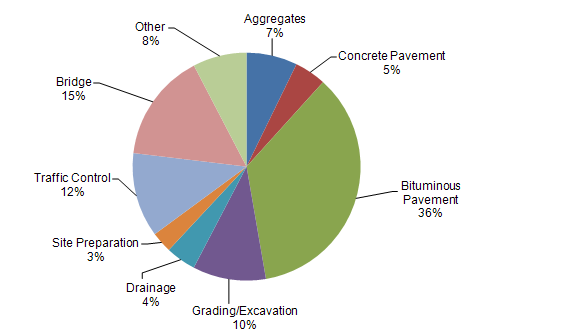 Aggregates
7%
Concrete Pavement
5%
Bituminous
Pavement
36%
Grading/Excavation
10%
Drainage
4%
Site Preparation
3%
Traffic Control
12%
Bridge
15%
Other
8%